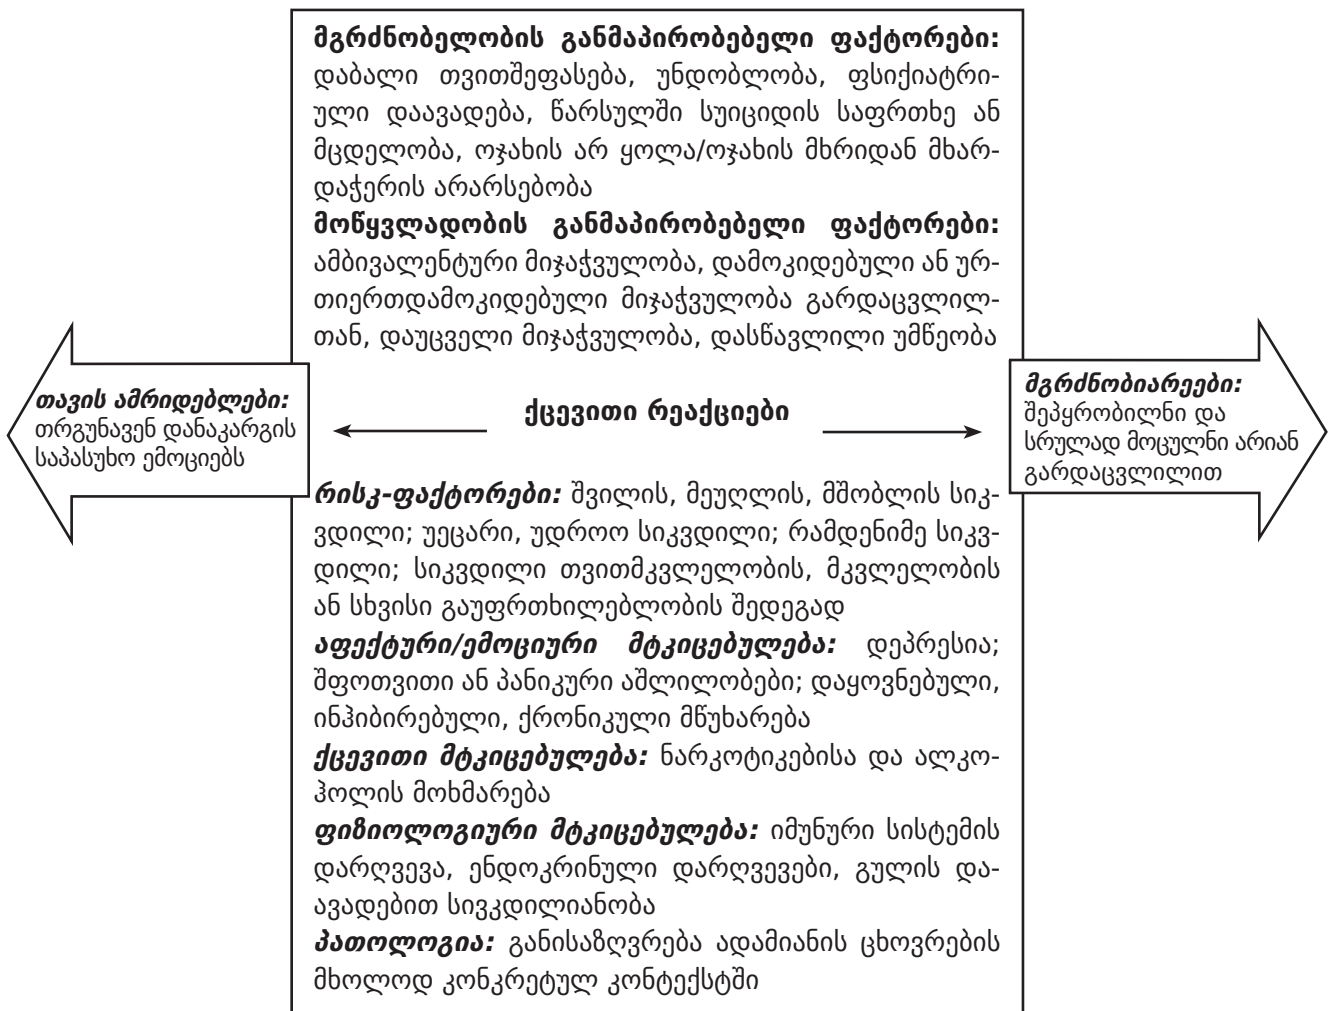 მგრძნობელობის განმაპირობებელი ფაქტორები:
დაბალი თვითშეფასება, უნდობლობა, ფსიქიატრი-
ული დაავადება, წარსულში სუიციდის საფრთხე ან
მცდელობა, ოჯახის არ ყოლა/ოჯახის მხრიდან მხარ-
დაჭერის არარსებობა
მოწყვლადობის განმაპირობებელი ფაქტორები:
ამბივალენტური მიჯაჭვულობა, დამოკიდებული ან ურ-
თიერთდამოკიდებული მიჯაჭვულობა გარდაცვლილ-
თან, დაუცველი მიჯაჭვულობა, დასწავლილი უმწეობა
თავის ამრიდებლები:
თრგუნავენ დანაკარგის
საპასუხო ემოციებს
ქცევითი რეაქციები
მგრძნობიარეები:
შეპყრობილნი და
სრულად მოცულნი არიან
გარდაცვლილით
რისკ-ფაქტორები: შვილის, მეუღლის, მშობლის სიკ-
ვდილი; უეცარი, უდროო სიკვდილი; რამდენიმე სიკვ-
დილი; სიკვდილი თვითმკვლელობის, მკვლელობის
ან სხვისი გაუფრთხილებლობის შედეგად
აფექტური/ემოციური მტკიცებულება: დეპრესია;
შფოთვითი ან პანიკური აშლილობები; დაყოვნებული,
ინჰიბირებული, ქრონიკული მწუხარება
ქცევითი მტკიცებულება: ნარკოტიკებისა და ალკო-
ჰოლის მოხმარება
ფიზიოლოგიური მტკიცებულება: იმუნური სისტემის
დარღვევა, ენდოკრინული დარღვევები, გულის და-
ავადებით სივკდილიანობა
პათოლოგია: განისაზღვრება ადამიანის ცხოვრების
მხოლოდ კონკრეტულ კონტექსტში